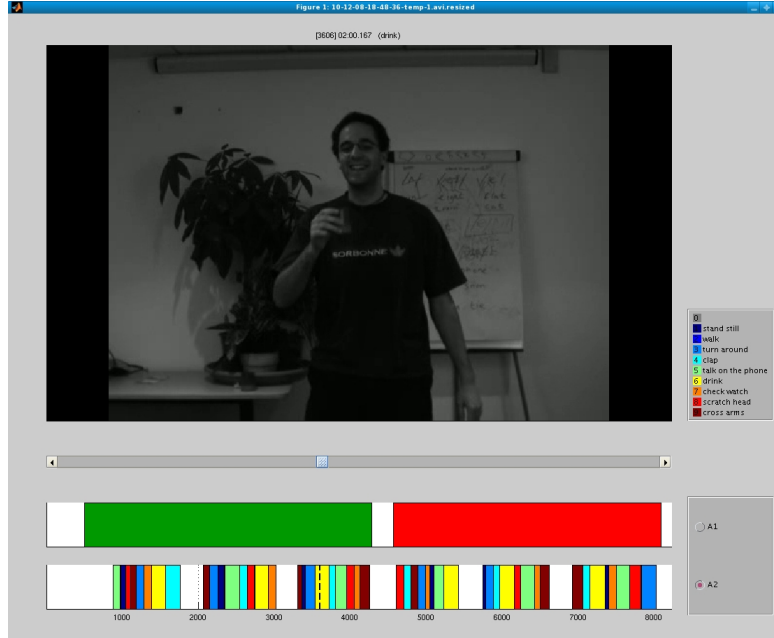 Figure 1: 10-12-08-18-48-36-temp-1.avi.resized
[3606] 02:00.167 (drink)
SORBONNE
0
stand still
walk
3 turn around
4 clap
5 talk on the phone
6 drink
7 check watch
8 scratch head
cross arms
A1
A2
1000 2000 3000 4000 5000 6000 7000 8000